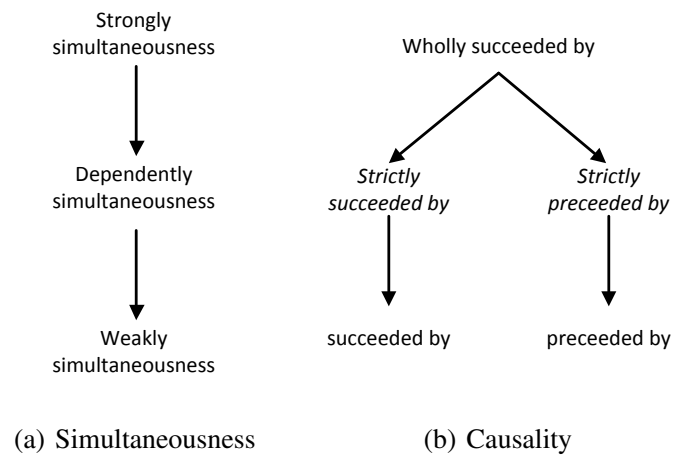 Strongly
simultaneousness
Dependently
simultaneousness
Weakly
simultaneousness
(a) Simultaneousness
Wholly succeeded by
Strictly
succeeded by
Strictly
preceeded by
succeeded by
preceeded by
(b) Causality